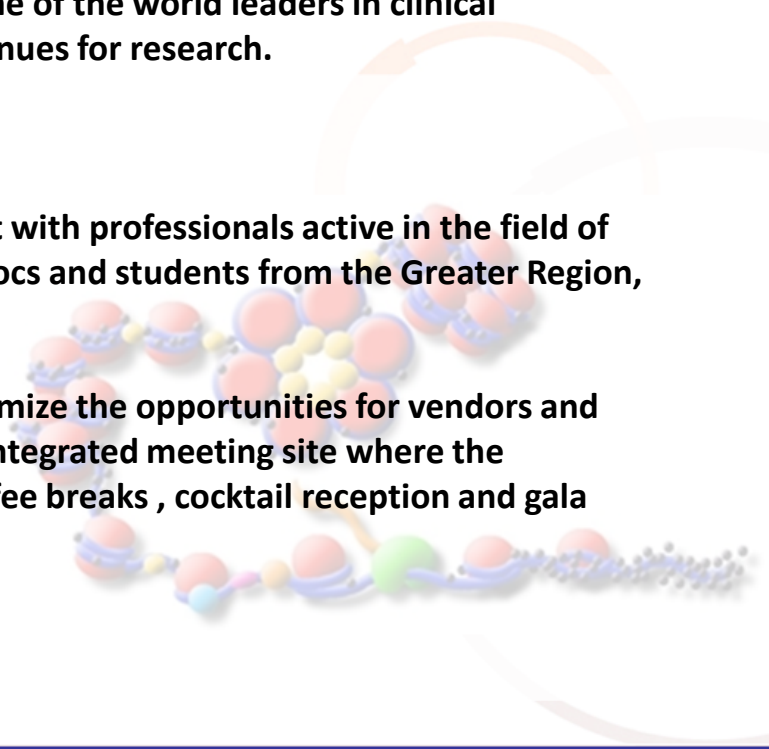 of the world leaders in clinical
nues for research.
with professionals active in the field of
ocs and students from the Greater Region,
mize the opportunities for vendors and
ntegrated meeting site where the
fee breaks , cocktail reception and gala